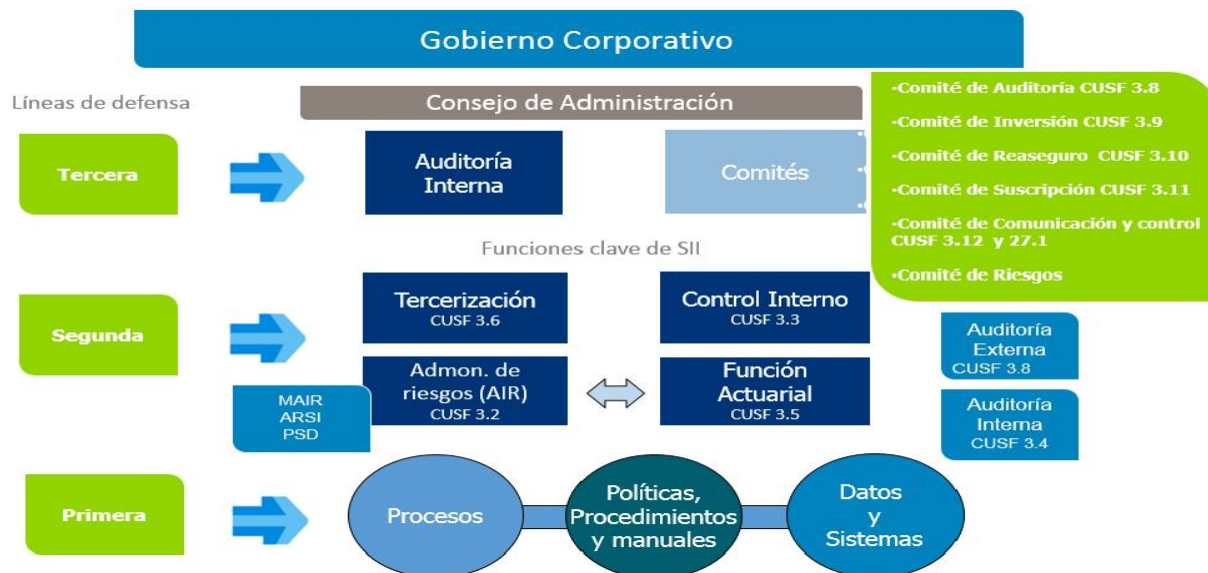 Gobierno Corporativo
Líneas de defensa
Consejo de Administración
•Comité de Auditoría CUSF 3.8
•Comité de Inversión CUSF 3.9
•Comité de Reaseguro CUSF 3.10
•Comité de Suscripción CUSF 3.11
•Comité de Comunicación y control
CUSF 3.12 y 27.1
•Comité de Riesgos
Tercera
Auditoría
Interna
Comités
Funciones clave de SII
Segunda
Tercerización
CUSF 3.6
Control Interno
CUSF 3.3
Admon. de
riesgos (AIR)
CUSF 3.2
Función
Actuarial
CUSF 3.5
MAIR
ARSI
PSD
Auditoría
Externa
CUSF 3.8
Auditoría
Interna
CUSF 3.4
Primera
Procesos
Políticas,
Procedimientos
y manuales
Datos
y
Sistemas